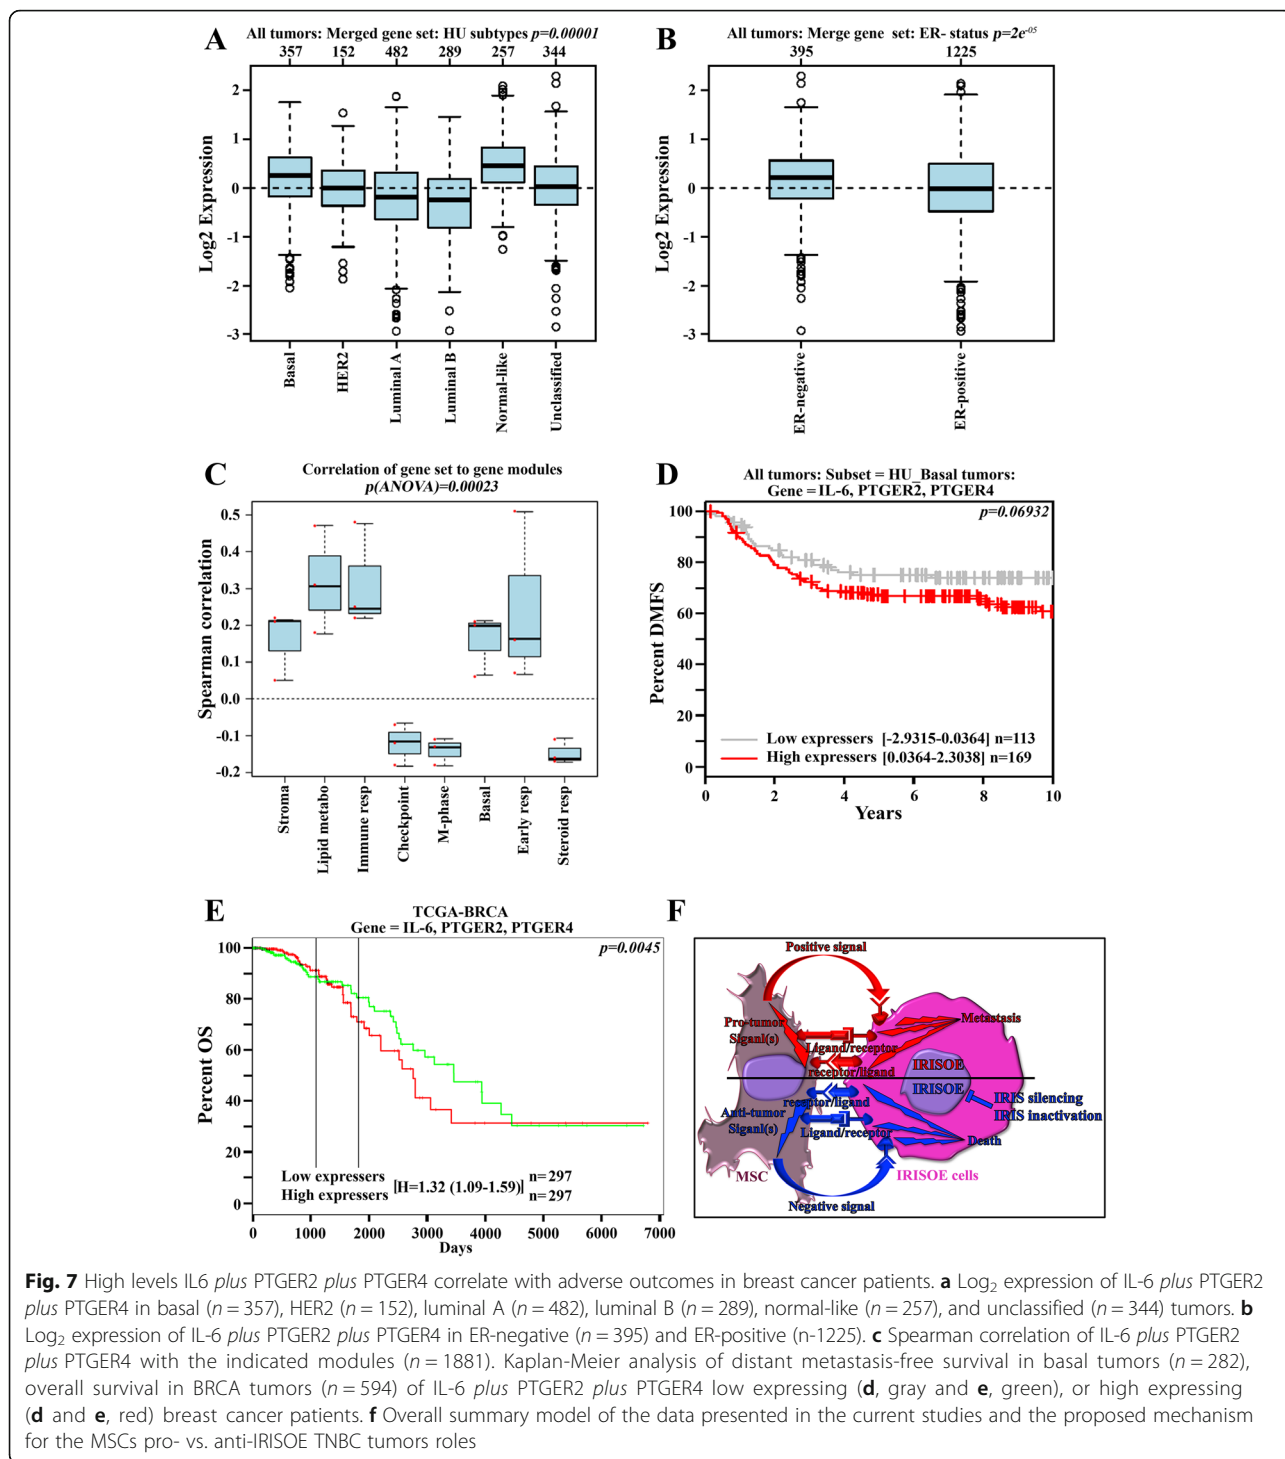 A
All tumors: Merged gene set: HU subtypes p=0.00001
357 152 482 289 257 344
Log2 Expression
2
1
0
-1
-2
-3
Basal
HER2
Luminal A
Luminal B
Normal-like
Unclassified
B
All tumors: Merge gene set: ER- status p=2e-05
395 1225
Log2 Expression
2
1
0
-1
-2
-3
ER-negative
ER-positive
C
Correlation of gene set to gene modules
p(ANOVA)=0.00023
Spearman correlation
0.5
0.4
0.3
0.2
0.1
0.0
-0.1
-0.2
Stroma
Lipid metabo
Immune resp
Checkpoint
M-phase
Basal
Early resp
Steroid resp
D
All tumors: Subset = HU_Basal tumors:
Gene = IL-6, PTGER2, PTGER4
p=0.06932
Percent DMFS
100
80
60
40
20
0
Low expressers [-2.9315-0.0364] n=113
High expressers [0.0364-2.3038] n=169
0 2 4 6 8 10
Years
E
TCGA-BRCA
Gene = IL-6, PTGER2, PTGER4
p=0.0045
Percent OS
100
80
60
40
20
0
Low expressers n=297
[H=1.32 (1.09-1.59)]
High expressers n=297
0 1000 2000 3000 4000 5000 6000 7000
Days
F
Positive signal
Pro-tumor
Siganl(s)
Metastasis
Ligand/receptor
receptor/ligand
IRISOE
IRISOE
receptor/ligand
IRIS silencing
IRIS inactivation
Anti-tumor
Siganl(s)
Ligand/receptor
Death
MSC
IRISOE cells
Negative signal
Fig. 7 High levels IL6 plus PTGER2 plus PTGER4 correlate with adverse outcomes in breast cancer patients. a Log2 expression of IL-6 plus PTGER2
plus PTGER4 in basal (n = 357), HER2 (n = 152), luminal A (n = 482), luminal B (n = 289), normal-like (n = 257), and unclassified (n = 344) tumors. b
Log2 expression of IL-6 plus PTGER2 plus PTGER4 in ER-negative (n = 395) and ER-positive (n-1225). c Spearman correlation of IL-6 plus PTGER2
plus PTGER4 with the indicated modules (n = 1881). Kaplan-Meier analysis of distant metastasis-free survival in basal tumors (n = 282),
overall survival in BRCA tumors (n = 594) of IL-6 plus PTGER2 plus PTGER4 low expressing (d, gray and e, green), or high expressing
(d and e, red) breast cancer patients. f Overall summary model of the data presented in the current studies and the proposed mechanism
for the MSCs pro- vs. anti-IRISOE TNBC tumors roles